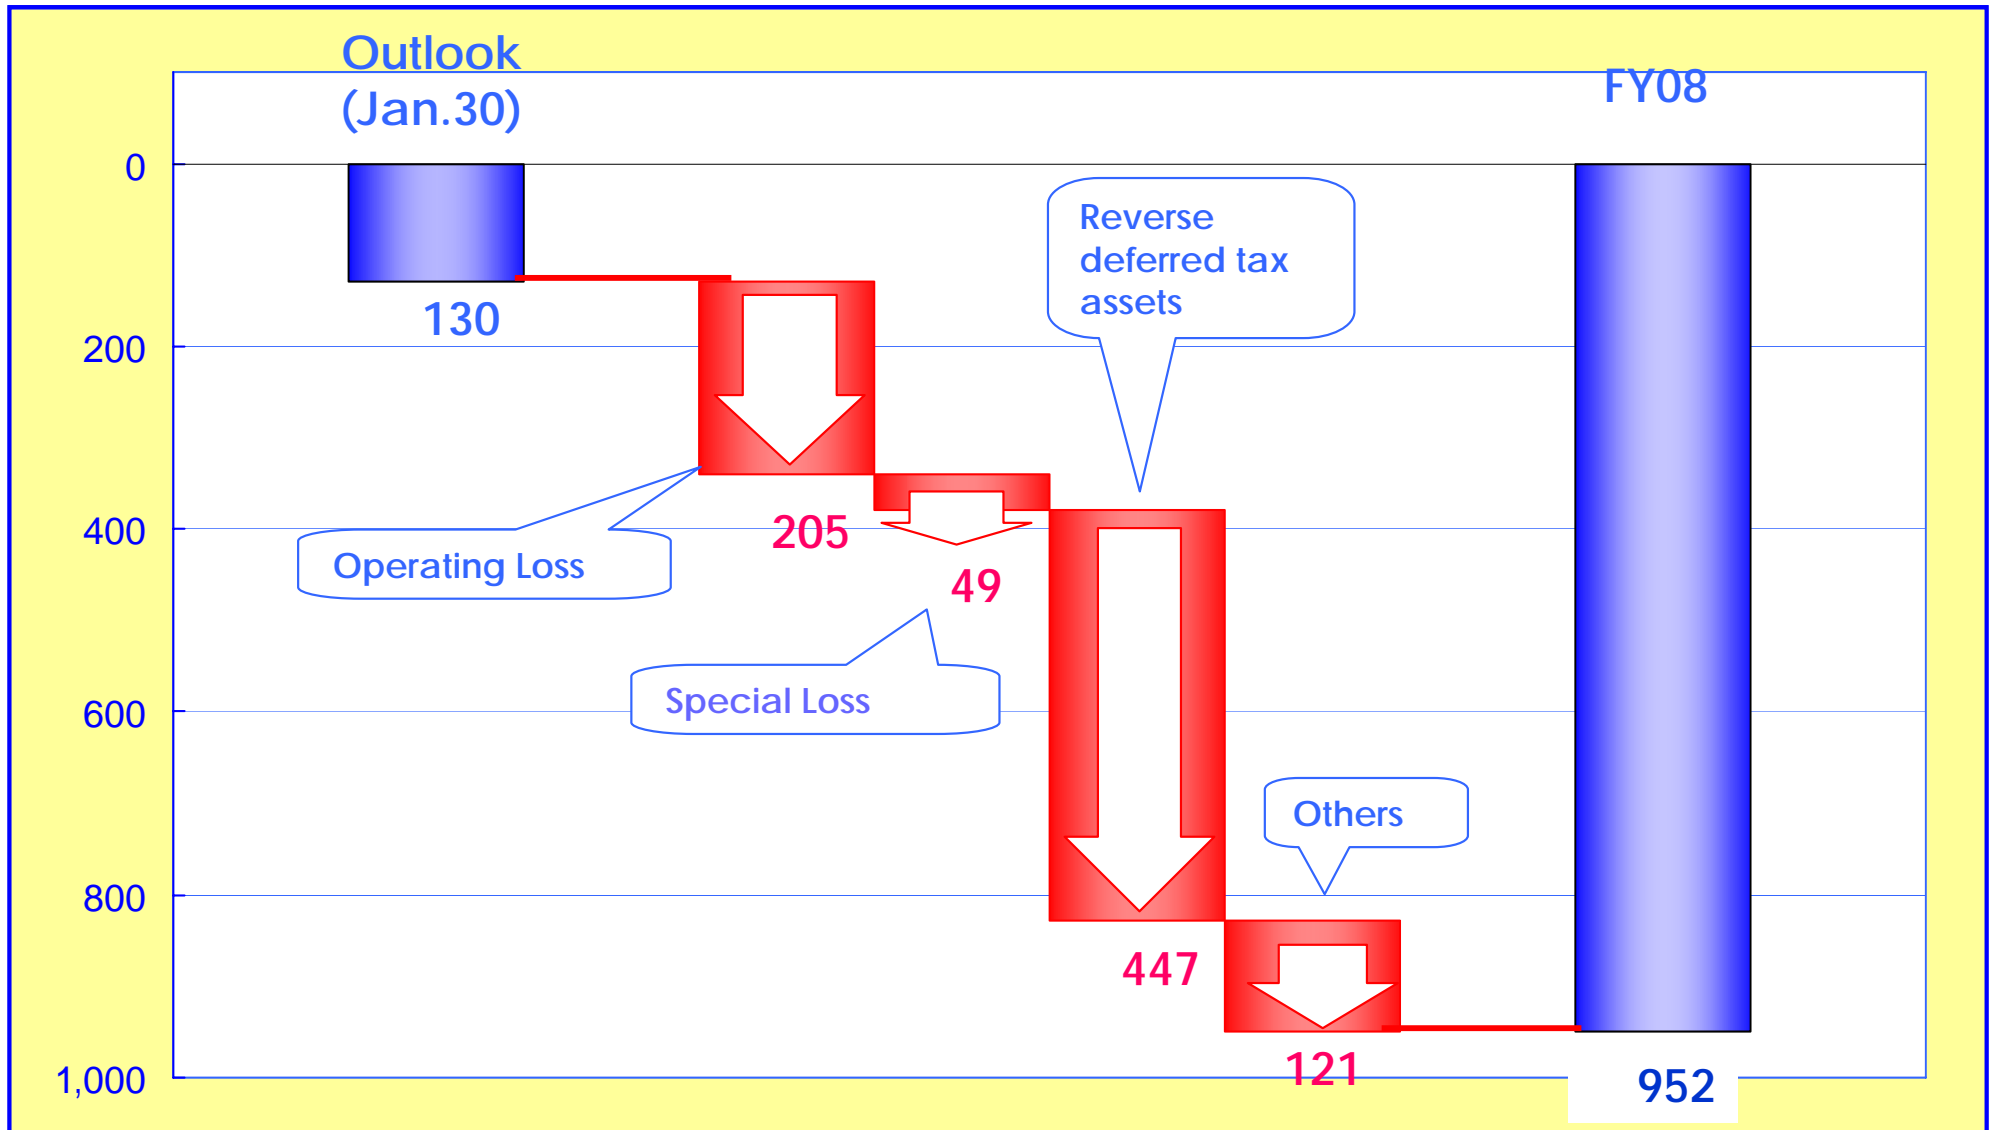 Outlook
(Jan.30)
FY08
0
200
400
600
800
1,000
130
Reverse
deferred tax
assets
Operating Loss
205
49
Special Loss
Others
447
121
952